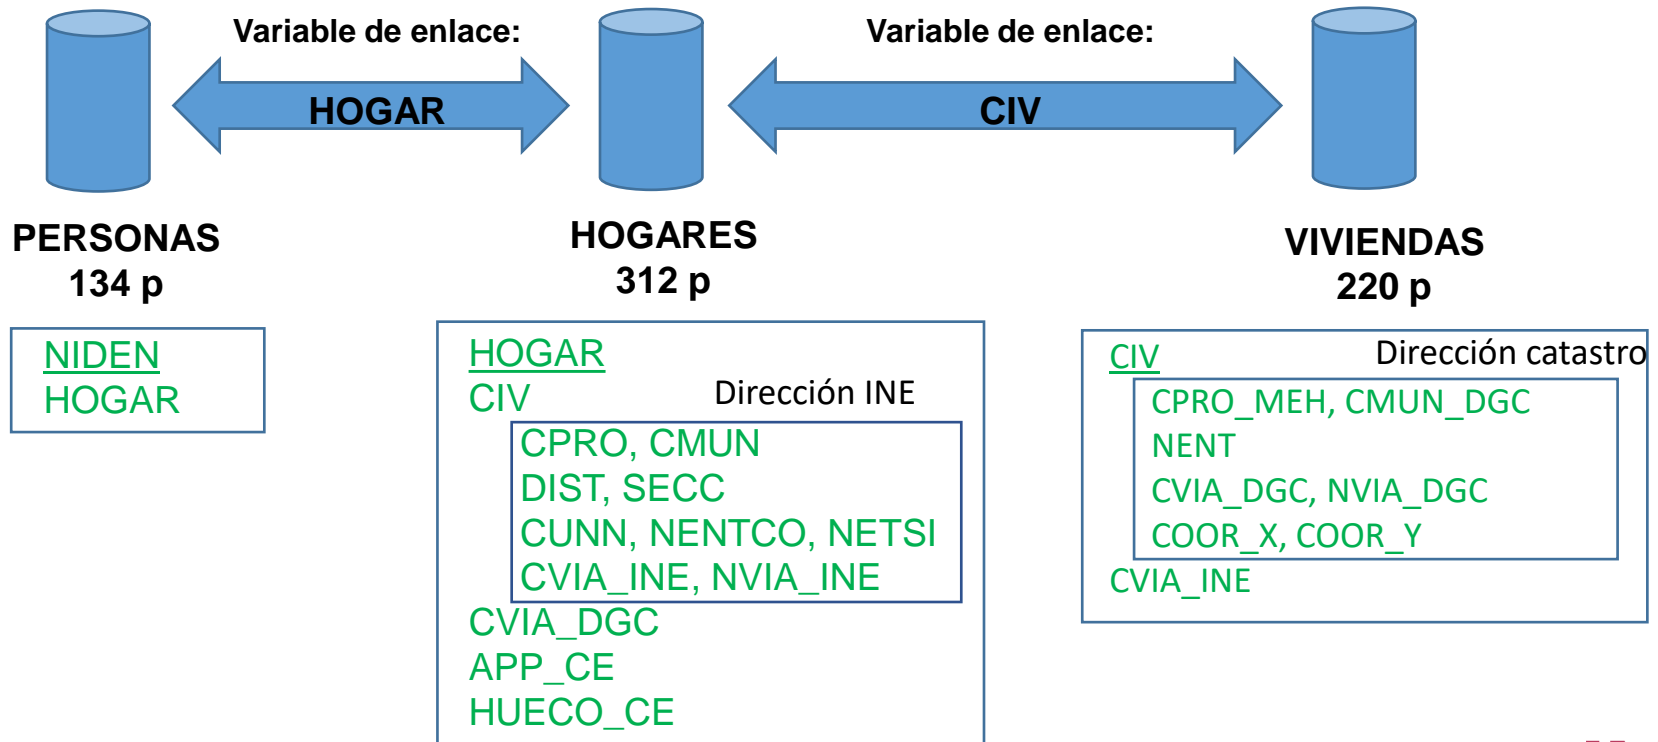 Variable de enlace:
Variable de enlace:
HOGAR
CIV
PERSONAS
134 p
HOGARES
312 p
VIVIENDAS
220 p
NIDEN
HOGAR
HOGAR
CIV
Dirección INE
CPRO, CMUN
DIST, SECC
CUNN, NENTCO, NETSI
CVIA_INE, NVIA_INE
CVIA_DGC
APP_CE
HUECO_CE
CIV
Dirección catastro
CPRO_MEH, CMUN_DGC
NENT
CVIA_DGC, NVIA_DGC
COOR_X, COOR_Y
CVIA_INE